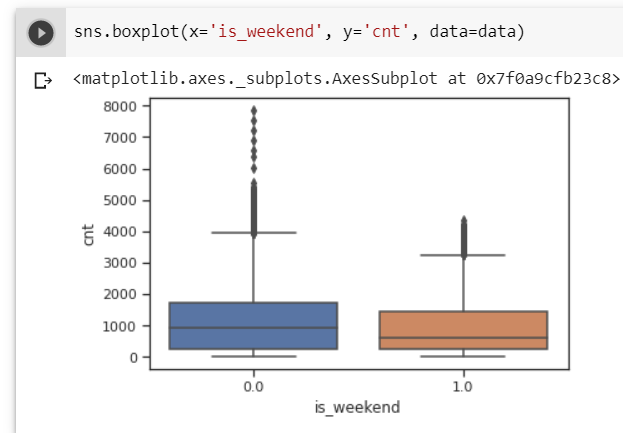 sns.boxplot(x='is_weekend', y='cnt', data=data)
<matplotlib.axes._subplots.AxesSubplot at 0x7f0a9cfb23c8>
8000
7000
6000
5000
4000
3000
2000
1000
0
cnt
0.0 1.0
is_weekend